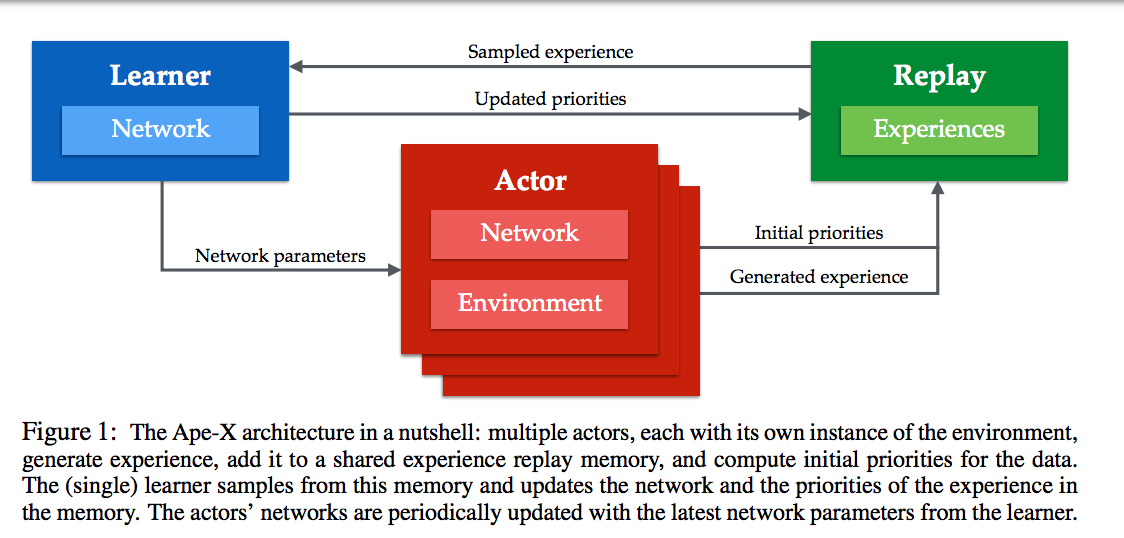 Sampled experience
Learner
Replay
Updated priorities
Network
Experiences
Actor
Network
Initial priorities
Network parameters
Generated experience
Environment
Figure 1: The Ape-X architecture in a nutshell: multiple actors, each with its own instance of the environment,
generate experience, add it to a shared experience replay memory, and compute initial priorities for the data.
The (single) learner samples from this memory and updates the network and the priorities of the experience in
the memory. The actors' networks are periodically updated with the latest network parameters from the learner.